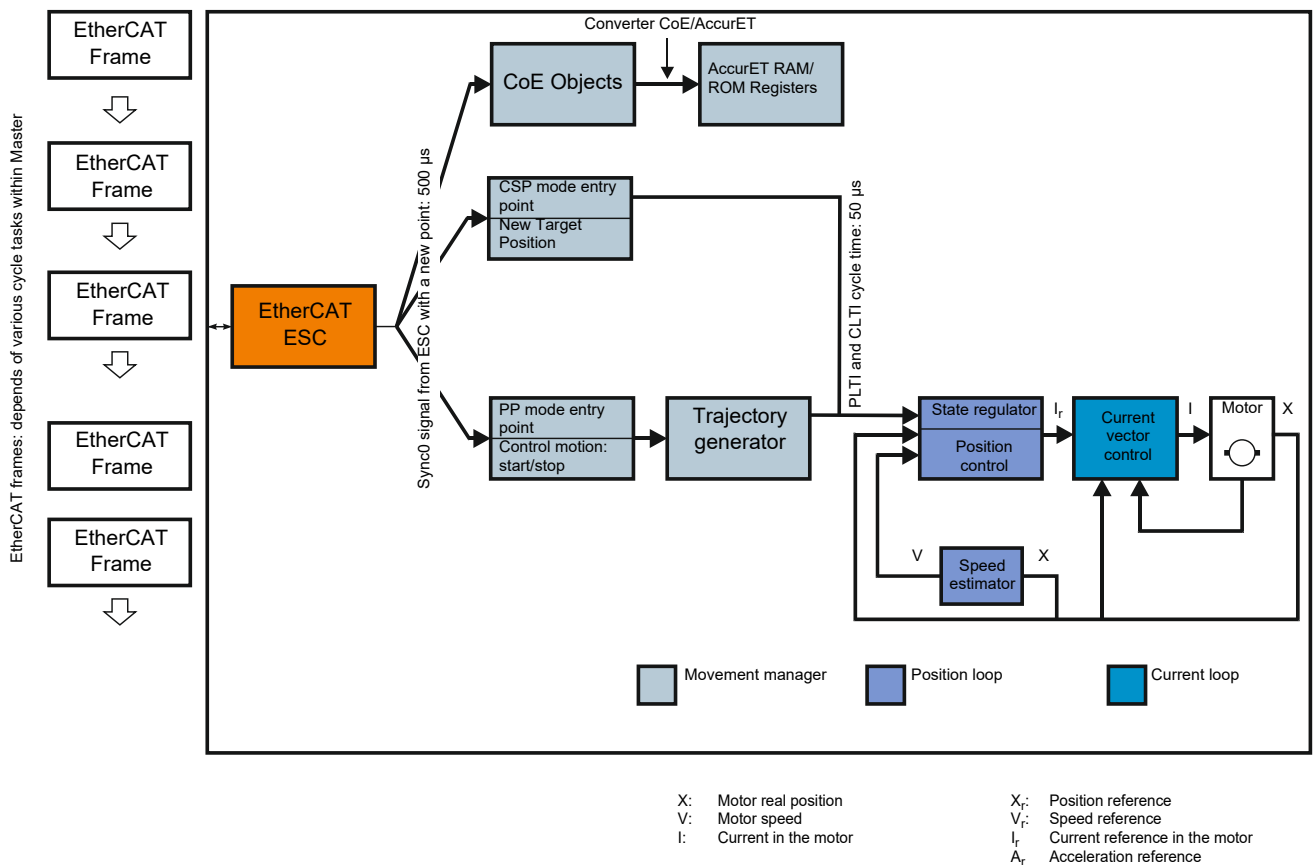 EtherCAT frames: depends of various cycle tasks within Master
EtherCAT
Frame
EtherCAT
Frame
EtherCAT
Frame
EtherCAT
Frame
EtherCAT
Frame
EtherCAT
ESC
Sync0 signal from ESC with a new point: 500 µs
Converter CoE/AccurET
CoE Objects
AccurET RAM/
ROM Registers
CSP mode entry
point
New Target
Position
PLTI and CLTI cycle time: 50 µs
PP mode entry
point
Control motion:
start/stop
Trajectory
generator
State regulator
Position
control
Ir
Current
vector
control
I
Motor
X
V
Speed
estimator
X
Movement manager
Position loop
Current loop
X: Motor real position
V: Motor speed
I: Current in the motor
Xr: Position reference
Vr: Speed reference
Ir Current reference in the motor
Ar Acceleration reference